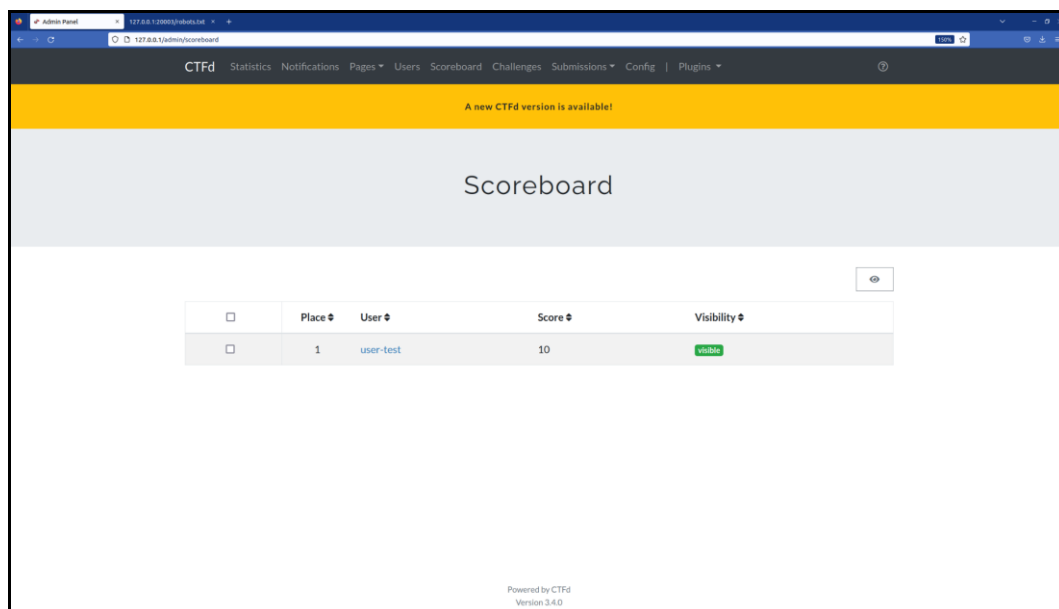 Admin Panel
127.0.0.1:20003/robots.txt
127.0.0.1/admin/scoreboard
150%
CTFd Statistics Notifications Pages Users Scoreboard Challenges Submissions Config | Plugins
A new CTFd version is available!
Scoreboard
Place User Score Visibility
1 user-test 10 visible
Powered by CTFd
Version 3.4.0